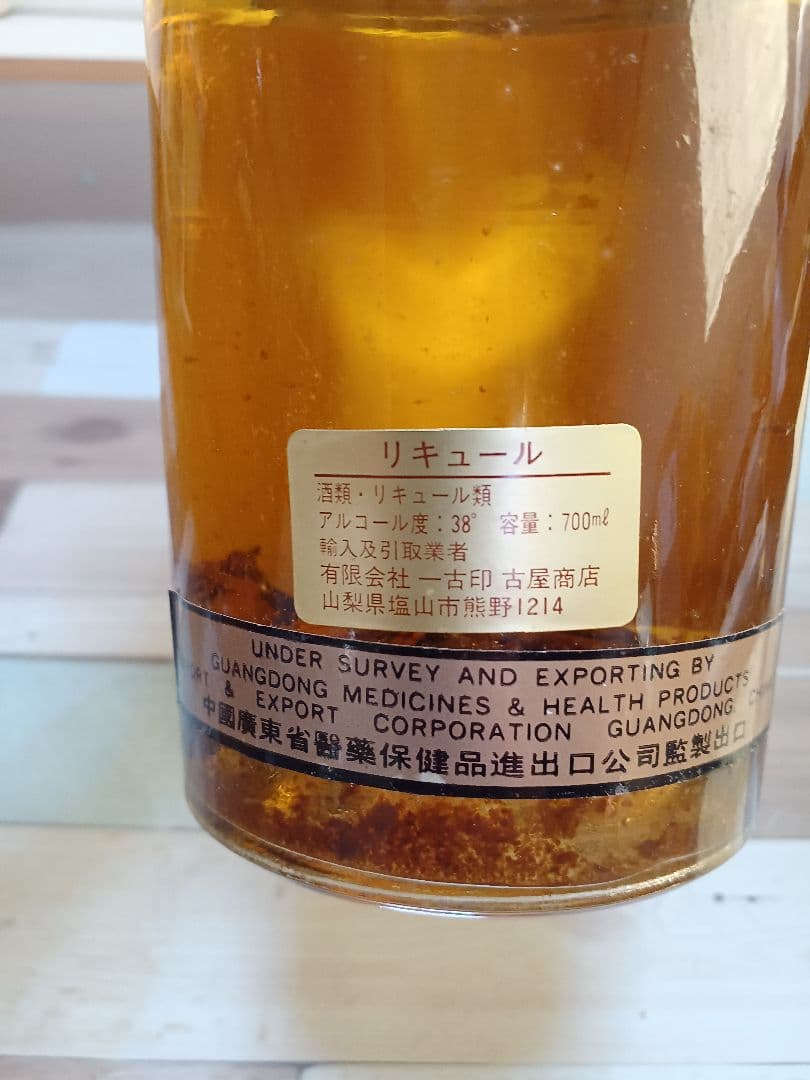 リキュール
酒類・リキュール類
アルコール度：38° 容量：700mℓ
輸入及引取業者
有限会社 一古印 古屋商店
山梨県塩山市熊野1214
UNDER SURVEY AND EXPORTING BY
GUANGDONG MEDICINES & HEALTH PRODUCTS
& EXPORT CORPORATION GUANGDONG
中國廣東省醫藥保健品進出口公司監製出口